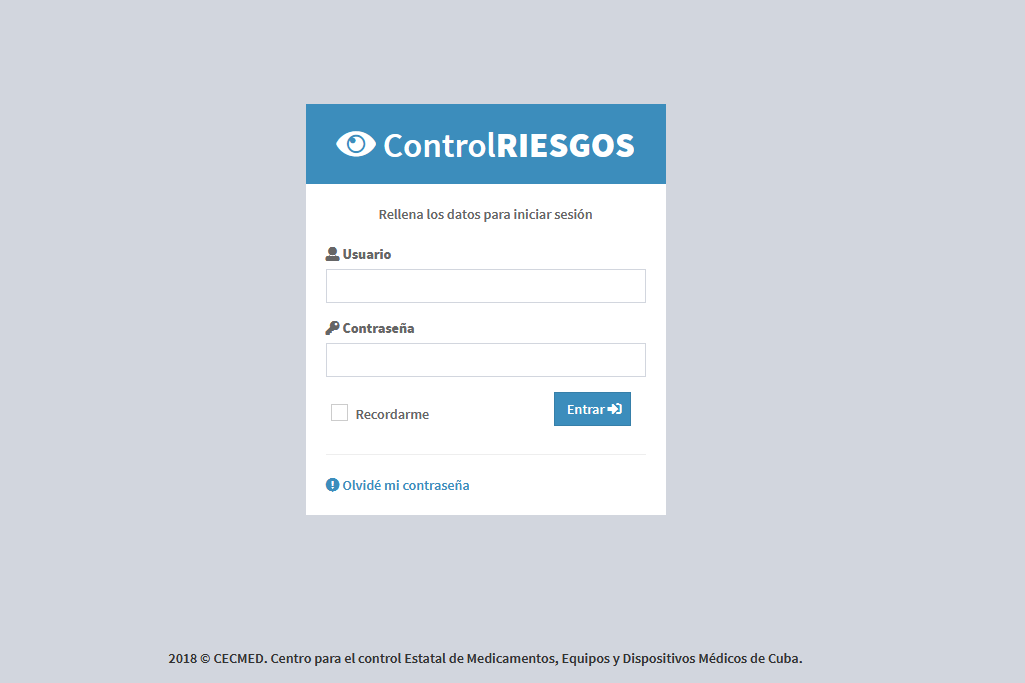 ControlRIESGOS
Rellena los datos para iniciar sesión
Usuario
Contraseña
Recordarme
Entrar
Olvidé mi contraseña
2018 © CECMED. Centro para el control Estatal de Medicamentos, Equipos y Dispositivos Médicos de Cuba.